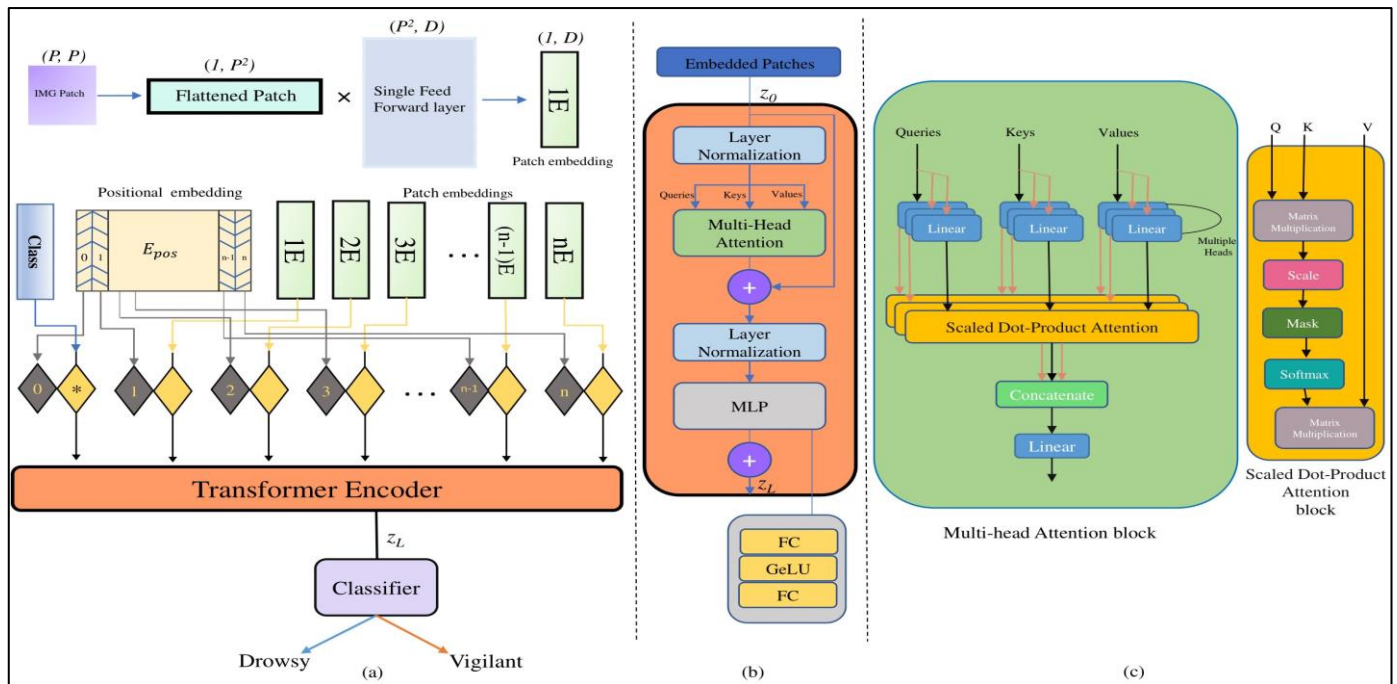 (P, P)
IMG Patch
(1, P²)
Flattened Patch
×
(P², D)
Single Feed
Forward layer
(1, D)
1E
Patch embedding
Positional embedding
Patch embeddings
Class
0
1
E_pos
n-1
n
1E
2E
3E
...
(n-1)E
nE
0
*
1
2
3
...
n-1
n
Transformer Encoder
z_L
Classifier
Drowsy
Vigilant
(a)
Embedded Patches
z_0
Layer
Normalization
Queries
Keys
Values
Multi-Head
Attention
+
Layer
Normalization
MLP
+
z_L
FC
GeLU
FC
(b)
Queries
Keys
Values
Linear
Linear
Linear
Multiple
Heads
Scaled Dot-Product Attention
Concatenate
Linear
Multi-head Attention block
Q
K
V
Matrix
Multiplication
Scale
Mask
Softmax
Matrix
Multiplication
Scaled Dot-Product
Attention
block
(c)